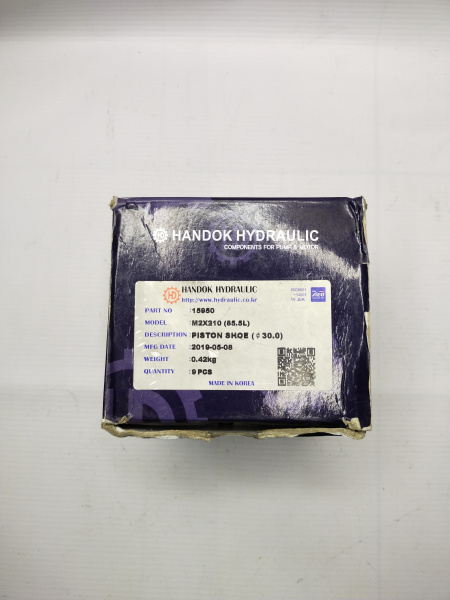 HANDOK HYDRAULIC
COMPONENTS FOR PUMP & MOTOR
HD HANDOK HYDRAULIC
http://www.hydraulic.co.kr
PART NO :15950
MODEL :M2X210 (85.5L)
DESCRIPTION :PISTON SHOE (ϕ30.0)
MFG DATE :2019-05-08
WEIGHT :0.42kg
QUANTITY :9 PCS
MADE IN KOREA